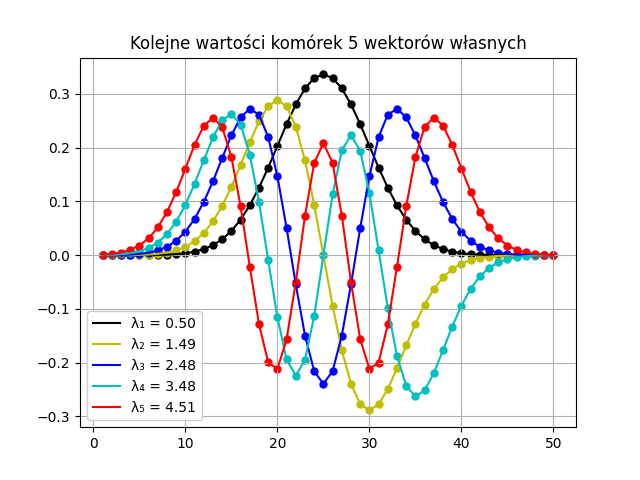 Kolejne wartości komórek 5 wektorów własnych
0.3
0.2
0.1
0.0
−0.1
−0.2
−0.3
λ₁ = 0.50
λ₂ = 1.49
λ₃ = 2.48
λ₄ = 3.48
λ₅ = 4.51
0 10 20 30 40 50